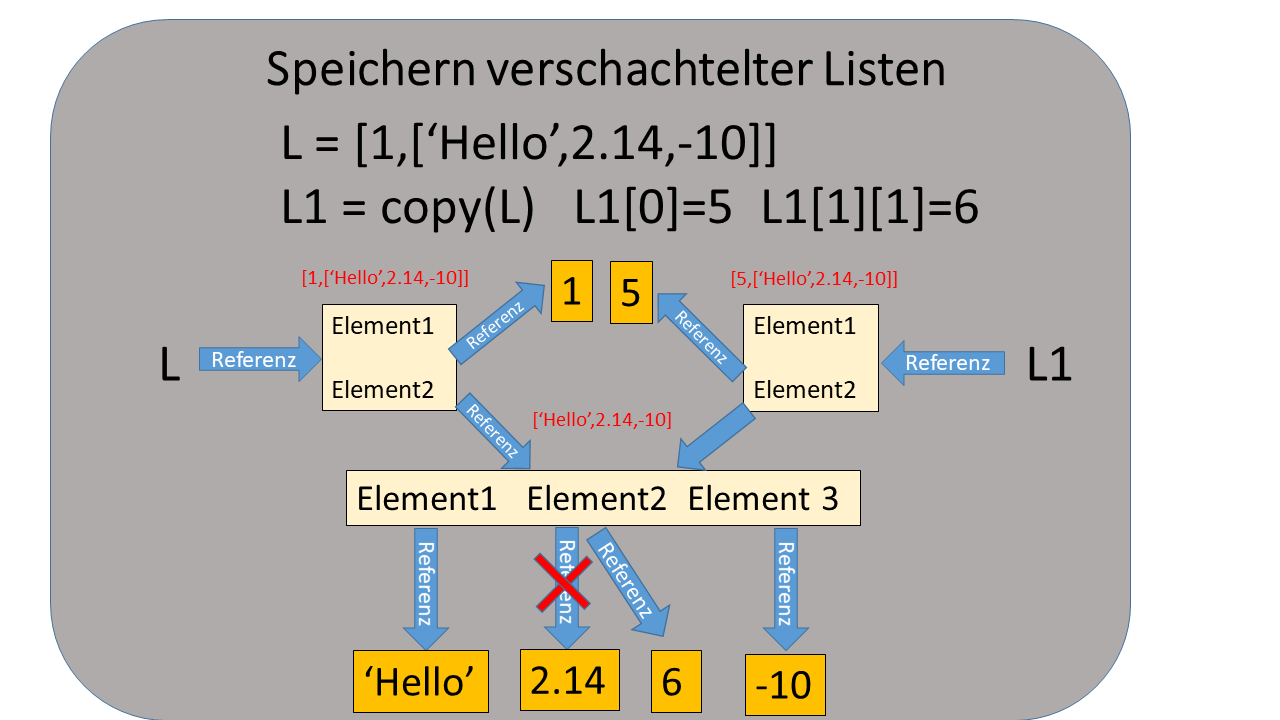 Speichern verschachtelter Listen
L = [1,[‘Hello’,2.14,-10]]
L1 = copy(L) L1[0]=5 L1[1][1]=6
[1,[‘Hello’,2.14,-10]]
1
5
[5,[‘Hello’,2.14,-10]]
Referenz
Referenz
Element1
Element1
L
Referenz
Referenz
L1
Element2
Element2
Referenz
[‘Hello’,2.14,-10]
Element1 Element2 Element 3
Referenz
Referenz
Referenz
Referenz
‘Hello’
2.14
6
-10